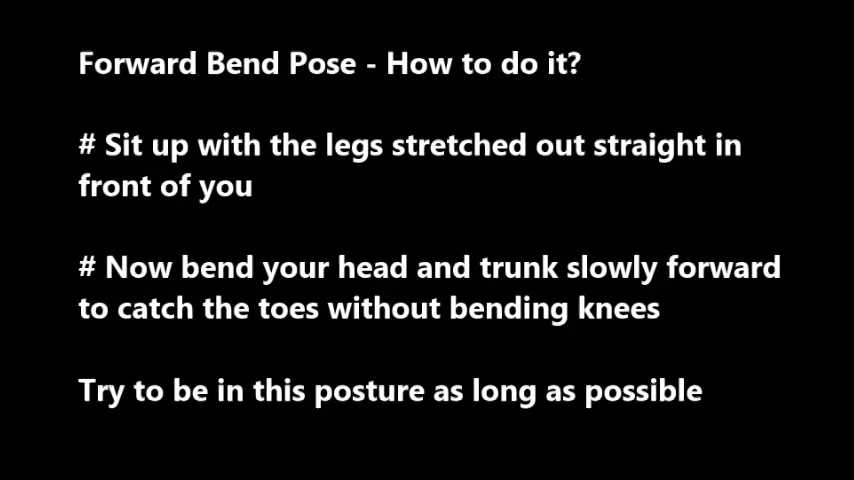 Forward Bend Pose - How to do it?
# Sit up with the legs stretched out straight in
front of you
# Now bend your head and trunk slowly forward
to catch the toes without bending knees
Try to be in this posture as long as possible